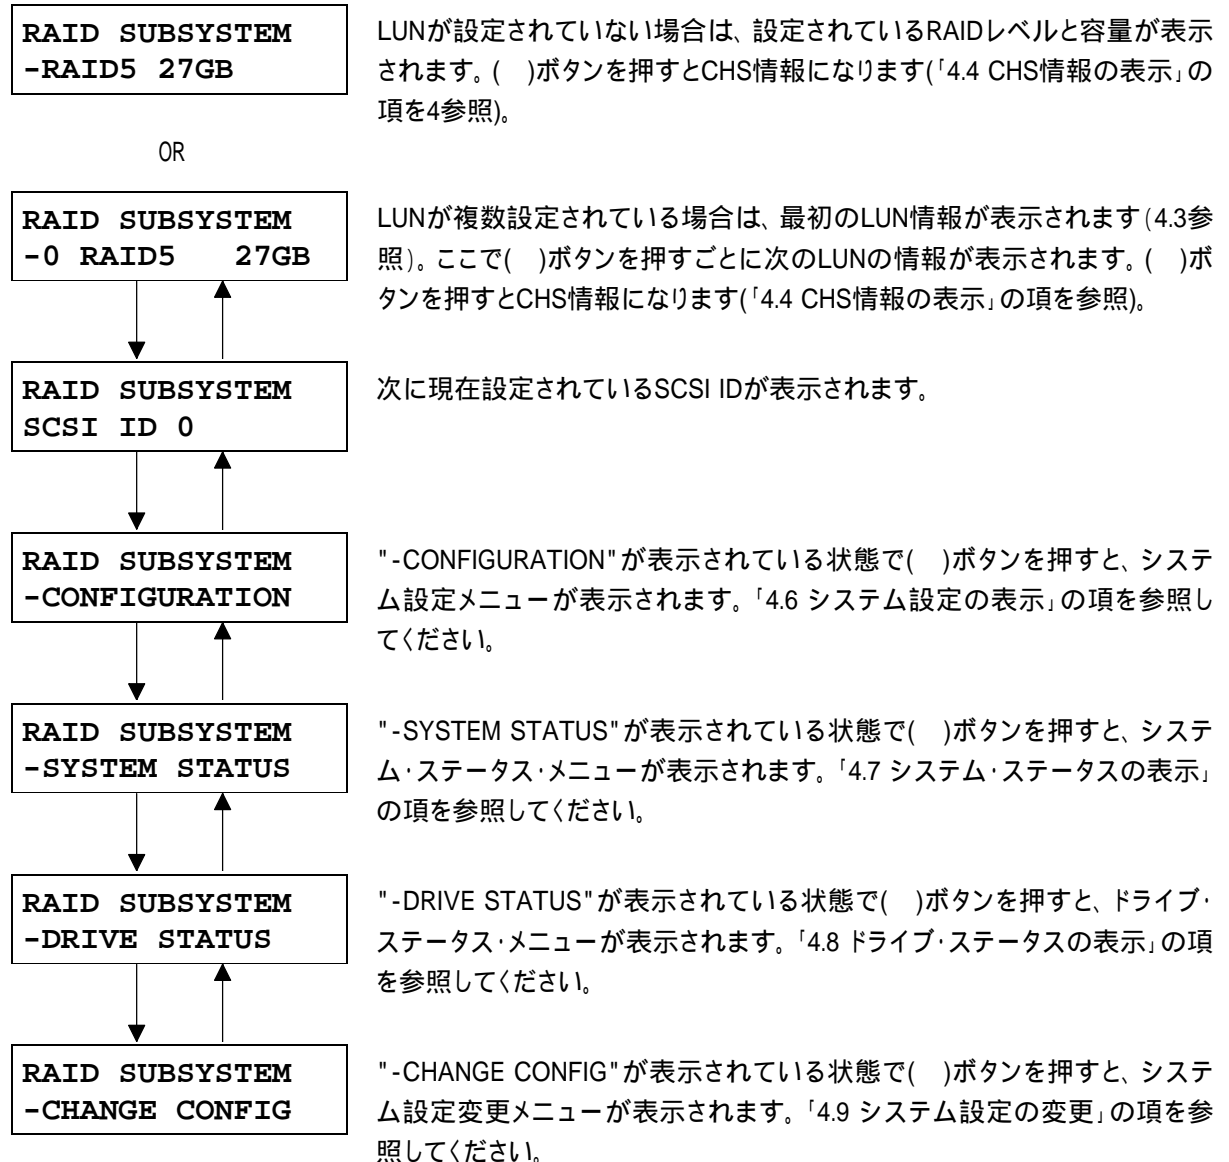 RAID SUBSYSTEM
-RAID5 27GB
LUNが設定されていない場合は、設定されているRAIDレベルと容量が表示
されます。(　)ボタンを押すとCHS情報になります(「4.4 CHS情報の表示」の
項を4参照)。
OR
RAID SUBSYSTEM
-0 RAID5　27GB
LUNが複数設定されている場合は、最初のLUN情報が表示されます(4.3参
照)。ここで(　)ボタンを押すごとに次のLUNの情報が表示されます。(　)ボ
タンを押すとCHS情報になります(「4.4 CHS情報の表示」の項を参照)。
RAID SUBSYSTEM
SCSI ID 0
次に現在設定されているSCSI IDが表示されます。
RAID SUBSYSTEM
-CONFIGURATION
"-CONFIGURATION"が表示されている状態で(　)ボタンを押すと、システ
ム設定メニューが表示されます。「4.6 システム設定の表示」の項を参照し
てください。
RAID SUBSYSTEM
-SYSTEM STATUS
"-SYSTEM STATUS"が表示されている状態で(　)ボタンを押すと、システ
ム・ステータス・メニューが表示されます。「4.7 システム・ステータスの表示」
の項を参照してください。
RAID SUBSYSTEM
-DRIVE STATUS
"-DRIVE STATUS"が表示されている状態で(　)ボタンを押すと、ドライブ・
ステータス・メニューが表示されます。「4.8 ドライブ・ステータスの表示」の項
を参照してください。
RAID SUBSYSTEM
-CHANGE CONFIG
"-CHANGE CONFIG"が表示されている状態で(　)ボタンを押すと、システ
ム設定変更メニューが表示されます。「4.9 システム設定の変更」の項を参
照してください。